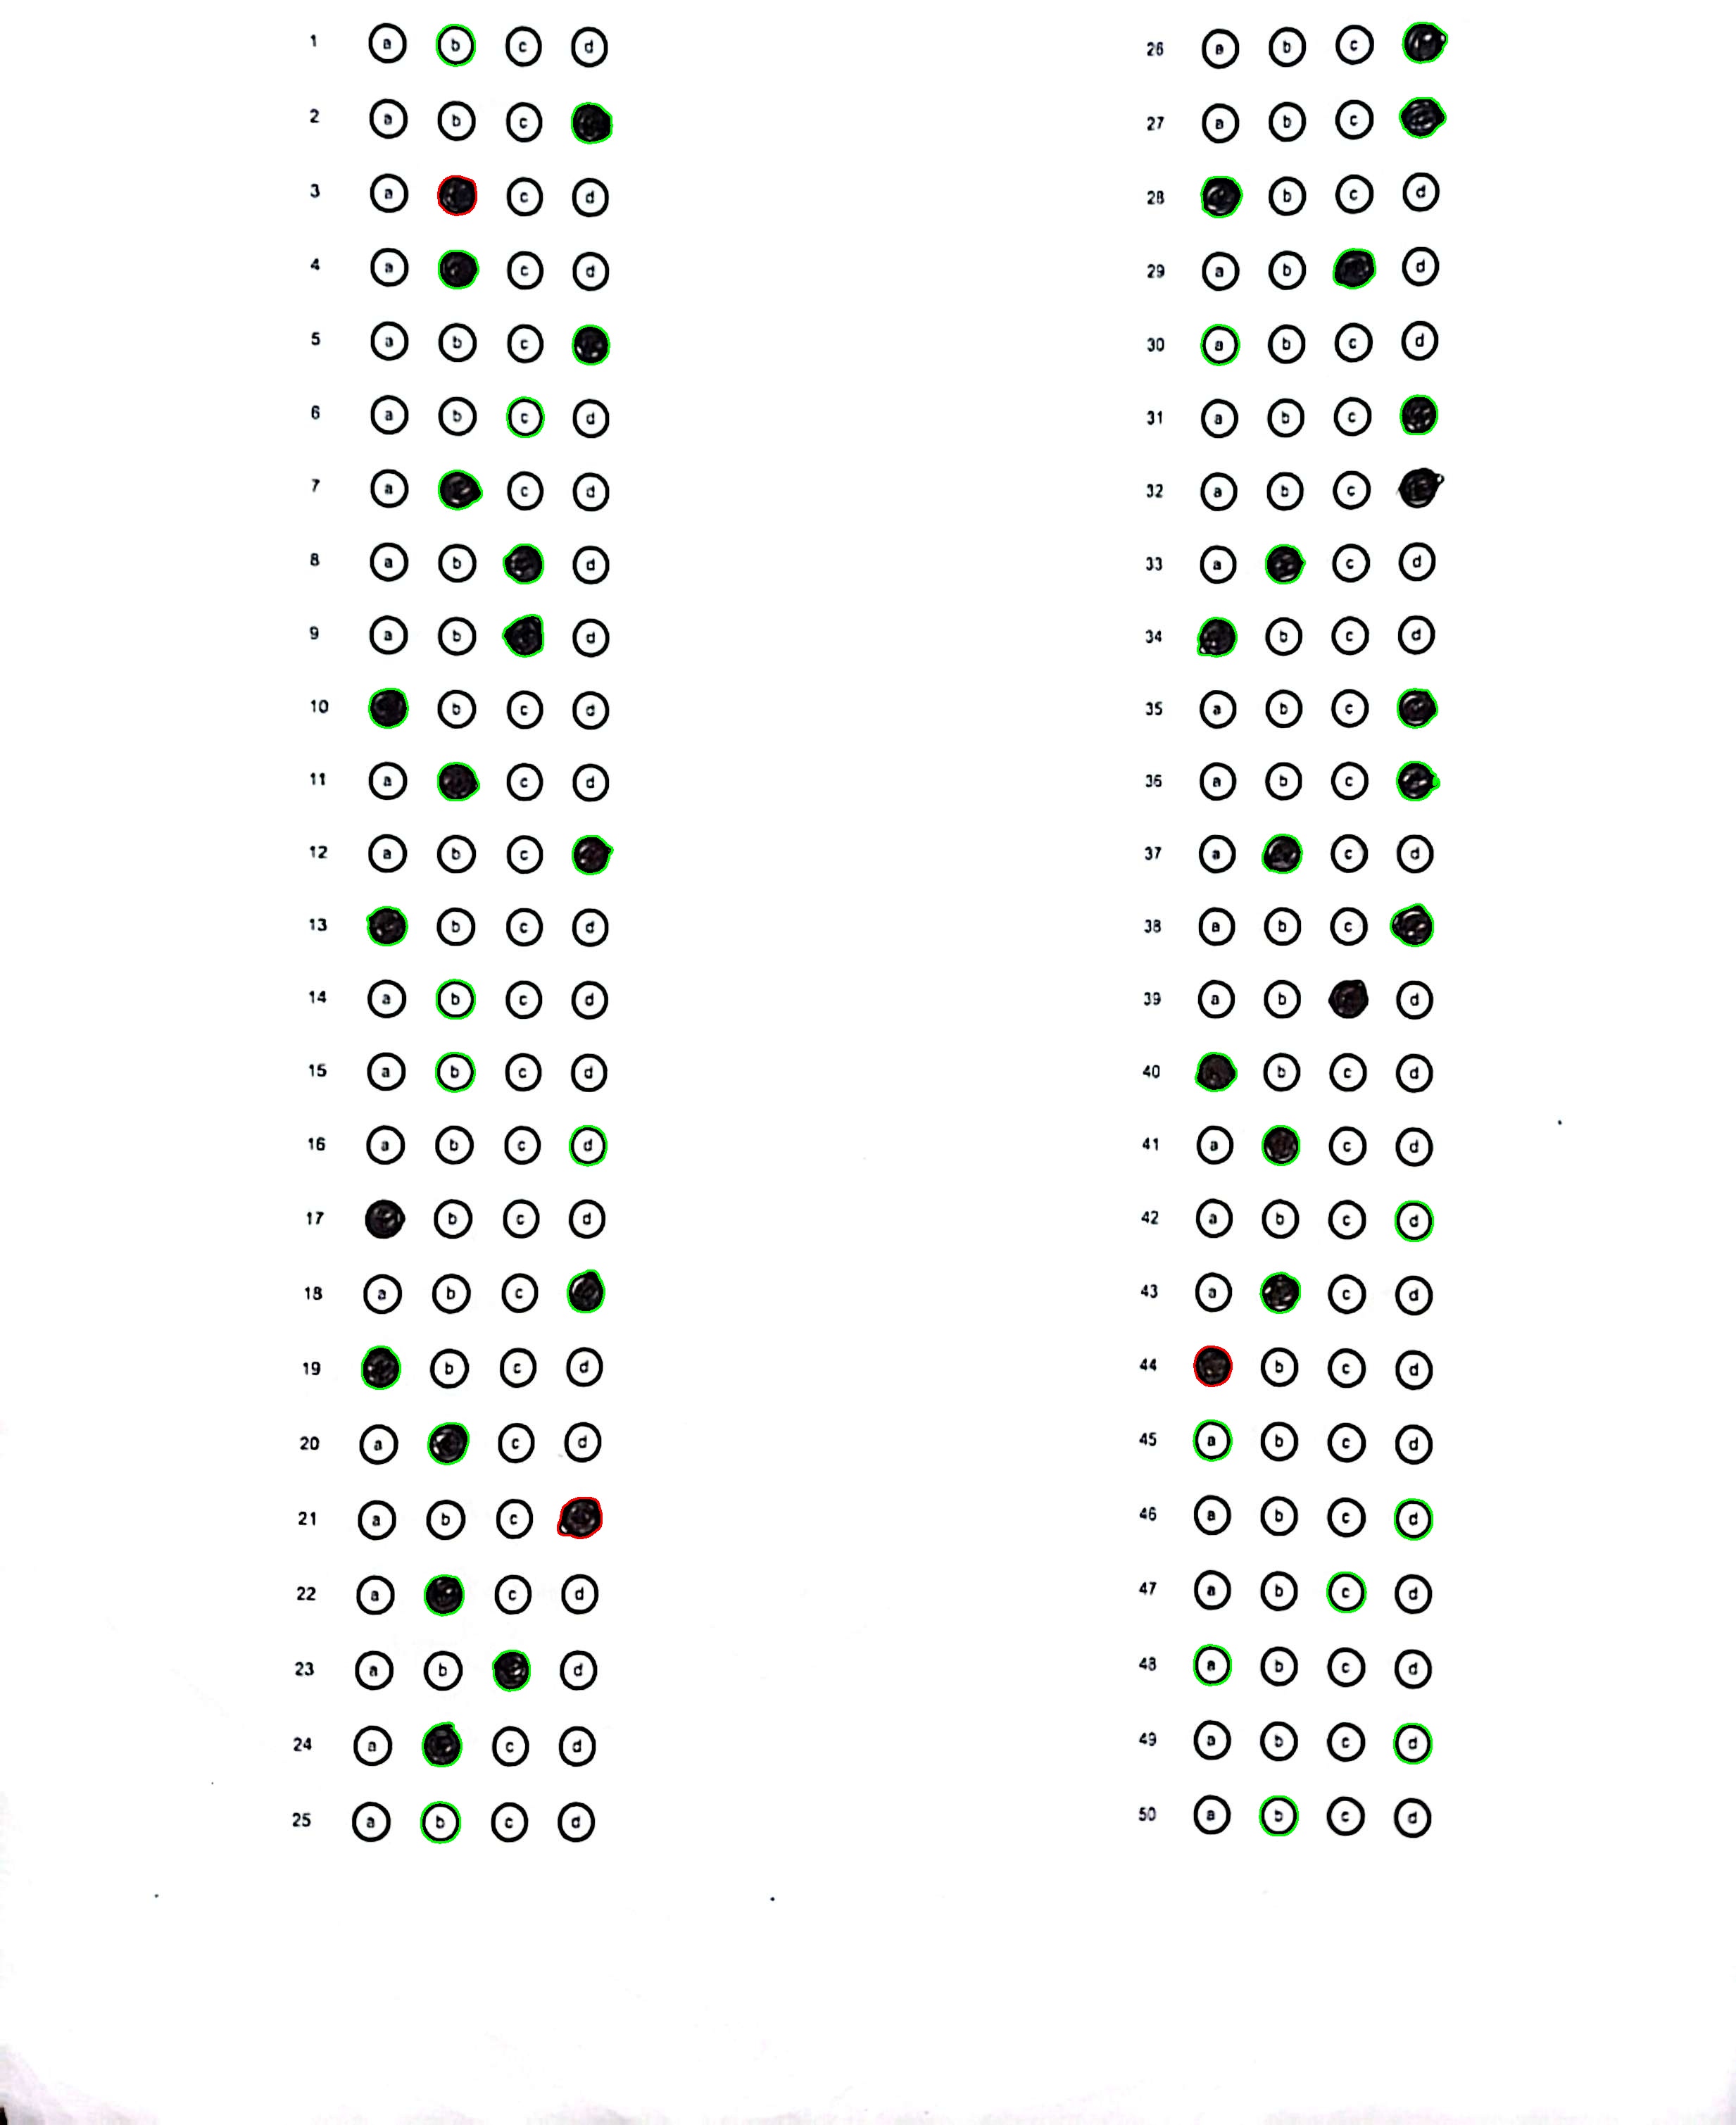 1 a b c d
2 a b c
3 a c d
4 a c d
5 a b c
6 a b c d
7 a c d
8 a b d
9 a b d
10 b c d
11 a c d
12 a b c
13 b c d
14 a b c d
15 a b c d
16 a b c d
17 b c d
18 a b c
19 b c d
20 a c d
21 a b c
22 a c d
23 a b d
24 a c d
25 a b c d
26 a b c
27 a b c
28 b c d
29 a b d
30 a b c d
31 a b c
32 a b c
33 a c d
34 b c d
35 a b c
36 a b c
37 a c d
38 a b c
39 a b d
40 b c d
41 a c d
42 a b c d
43 a c d
44 b c d
45 a b c d
46 a b c d
47 a b c d
48 a b c d
49 a b c d
50 a b c d